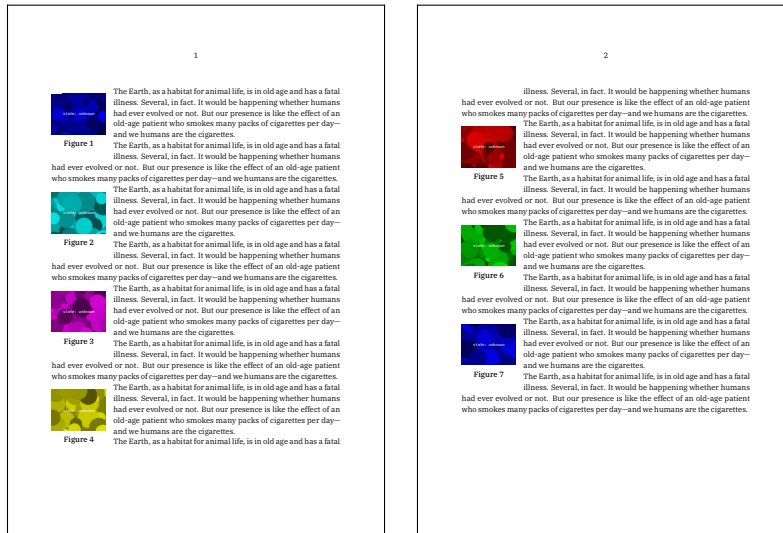 1
The Earth, as a habitat for animal life, is in old age and has a fatal
illness. Several, in fact. It would be happening whether humans
had ever evolved or not. But our presence is like the effect of an
old-age patient who smokes many packs of cigarettes per day—
and we humans are the cigarettes.
state: unknown
Figure 1
The Earth, as a habitat for animal life, is in old age and has a fatal
illness. Several, in fact. It would be happening whether humans
had ever evolved or not. But our presence is like the effect of an old-age patient
who smokes many packs of cigarettes per day—and we humans are the cigarettes.
The Earth, as a habitat for animal life, is in old age and has a fatal
illness. Several, in fact. It would be happening whether humans
had ever evolved or not. But our presence is like the effect of an
old-age patient who smokes many packs of cigarettes per day—
and we humans are the cigarettes.
state: unknown
Figure 2
The Earth, as a habitat for animal life, is in old age and has a fatal
illness. Several, in fact. It would be happening whether humans
had ever evolved or not. But our presence is like the effect of an old-age patient
who smokes many packs of cigarettes per day—and we humans are the cigarettes.
The Earth, as a habitat for animal life, is in old age and has a fatal
illness. Several, in fact. It would be happening whether humans
had ever evolved or not. But our presence is like the effect of an
old-age patient who smokes many packs of cigarettes per day—
and we humans are the cigarettes.
state: unknown
Figure 3
The Earth, as a habitat for animal life, is in old age and has a fatal
illness. Several, in fact. It would be happening whether humans
had ever evolved or not. But our presence is like the effect of an old-age patient
who smokes many packs of cigarettes per day—and we humans are the cigarettes.
The Earth, as a habitat for animal life, is in old age and has a fatal
illness. Several, in fact. It would be happening whether humans
had ever evolved or not. But our presence is like the effect of an
old-age patient who smokes many packs of cigarettes per day—
and we humans are the cigarettes.
state: unknown
Figure 4
The Earth, as a habitat for animal life, is in old age and has a fatal
2
illness. Several, in fact. It would be happening whether humans
had ever evolved or not. But our presence is like the effect of an old-age patient
who smokes many packs of cigarettes per day—and we humans are the cigarettes.
The Earth, as a habitat for animal life, is in old age and has a fatal
illness. Several, in fact. It would be happening whether humans
had ever evolved or not. But our presence is like the effect of an
old-age patient who smokes many packs of cigarettes per day—
and we humans are the cigarettes.
state: unknown
Figure 5
The Earth, as a habitat for animal life, is in old age and has a fatal
illness. Several, in fact. It would be happening whether humans
had ever evolved or not. But our presence is like the effect of an old-age patient
who smokes many packs of cigarettes per day—and we humans are the cigarettes.
The Earth, as a habitat for animal life, is in old age and has a fatal
illness. Several, in fact. It would be happening whether humans
had ever evolved or not. But our presence is like the effect of an
old-age patient who smokes many packs of cigarettes per day—
and we humans are the cigarettes.
state: unknown
Figure 6
The Earth, as a habitat for animal life, is in old age and has a fatal
illness. Several, in fact. It would be happening whether humans
had ever evolved or not. But our presence is like the effect of an old-age patient
who smokes many packs of cigarettes per day—and we humans are the cigarettes.
The Earth, as a habitat for animal life, is in old age and has a fatal
illness. Several, in fact. It would be happening whether humans
had ever evolved or not. But our presence is like the effect of an
old-age patient who smokes many packs of cigarettes per day—
and we humans are the cigarettes.
state: unknown
Figure 7
The Earth, as a habitat for animal life, is in old age and has a fatal
illness. Several, in fact. It would be happening whether humans
had ever evolved or not. But our presence is like the effect of an old-age patient
who smokes many packs of cigarettes per day—and we humans are the cigarettes.